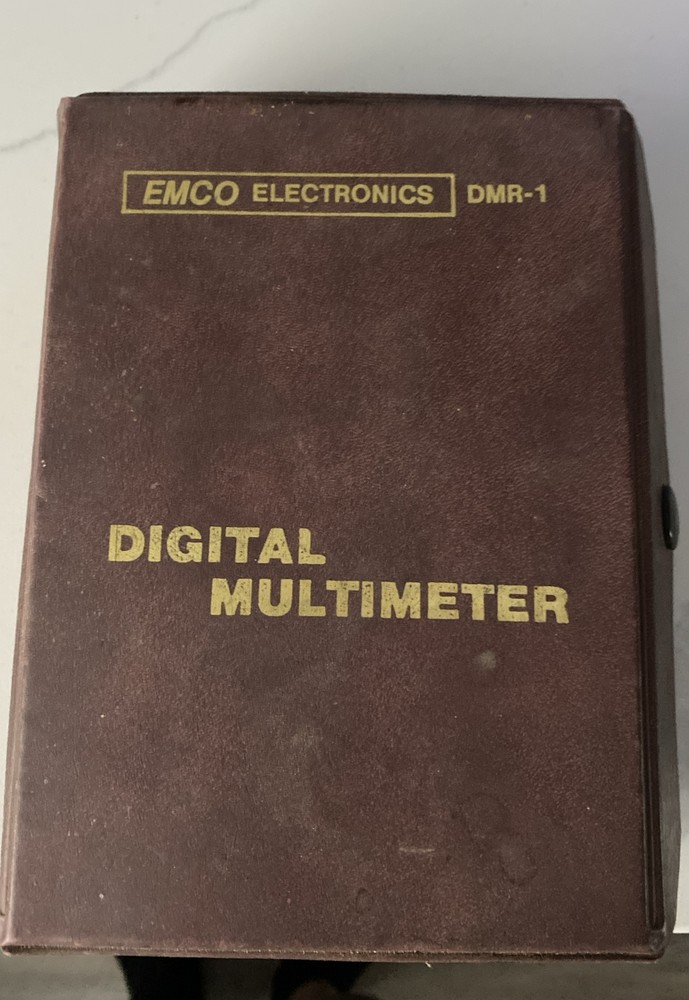 EMCO ELECTRONICS DMR-1
DIGITAL
MULTIMETER